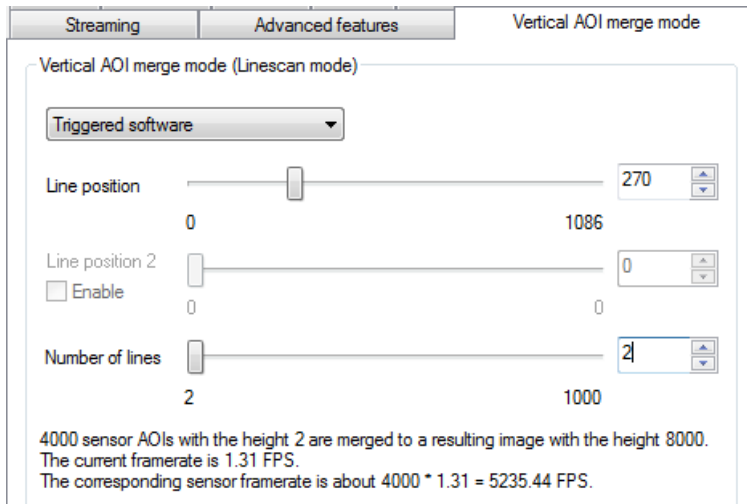 Streaming
Advanced features
Vertical AOI merge mode
Vertical AOI merge mode (Linescan mode)
Triggered software
Line position
270
0
1086
Line position 2
0
Enable
0
0
Number of lines
2
2
1000
4000 sensor AOIs with the height 2 are merged to a resulting image with the height 8000.
The current framerate is 1.31 FPS.
The corresponding sensor framerate is about 4000 * 1.31 = 5235.44 FPS.